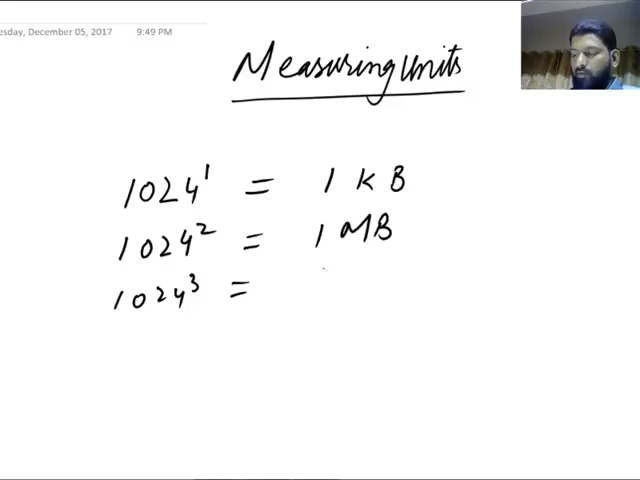 esday, December 05, 2017 9:49 PM
Measuring Units
1024¹ = 1 KB
1024² = 1 MB
1024³ =